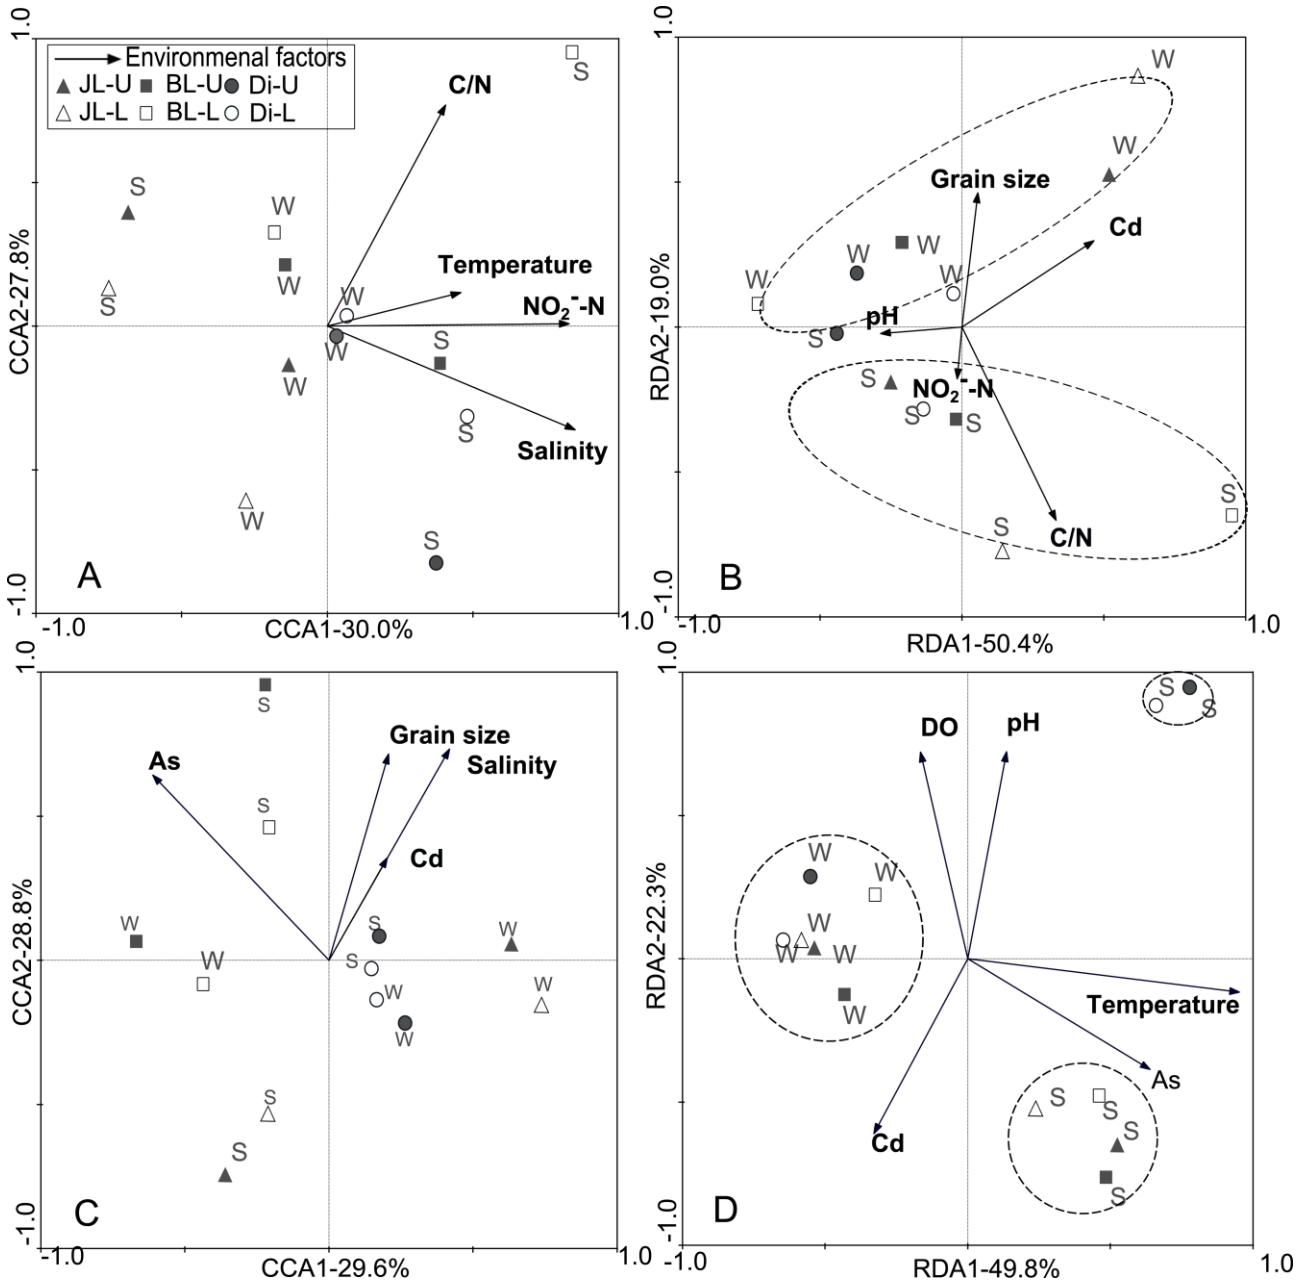 1.0
Environmenal factors
JL-U BL-U Di-U
JL-L BL-L Di-L
C/N
S
S
W
Temperature
W
W
NO2--N
S
W
S
W
S
Salinity
W
S
A
CCA2-27.8%
-1.0
-1.0
CCA1-30.0%
1.0
1.0
W
W
Grain size
Cd
W
W
W
W
pH
S
S
NO2--N
S
S
S
S
C/N
B
RDA2-19.0%
-1.0
-1.0
RDA1-50.4%
1.0
1.0
S
Grain size
As
Salinity
S
Cd
W
S
W
W
S
W
W
W
S
S
C
CCA2-28.8%
-1.0
-1.0
CCA1-29.6%
1.0
1.0
S
S
DO
pH
W
W
W
W
W
W
Temperature
As
S
S
S
Cd
S
D
RDA2-22.3%
-1.0
-1.0
RDA1-49.8%
1.0